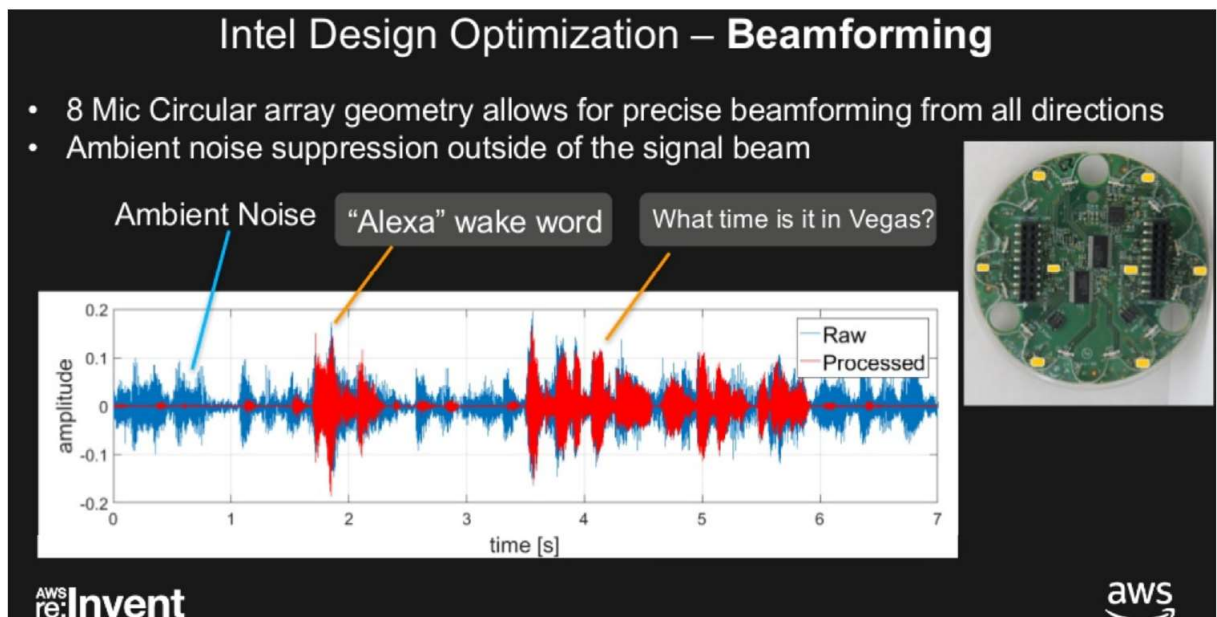 Intel Design Optimization – Beamforming
• 8 Mic Circular array geometry allows for precise beamforming from all directions
• Ambient noise suppression outside of the signal beam
Ambient Noise
“Alexa” wake word
What time is it in Vegas?
0.2
0.1
0
-0.1
-0.2
amplitude
Raw
Processed
0 1 2 3 4 5 6 7
time [s]
AWS
re:Invent
aws